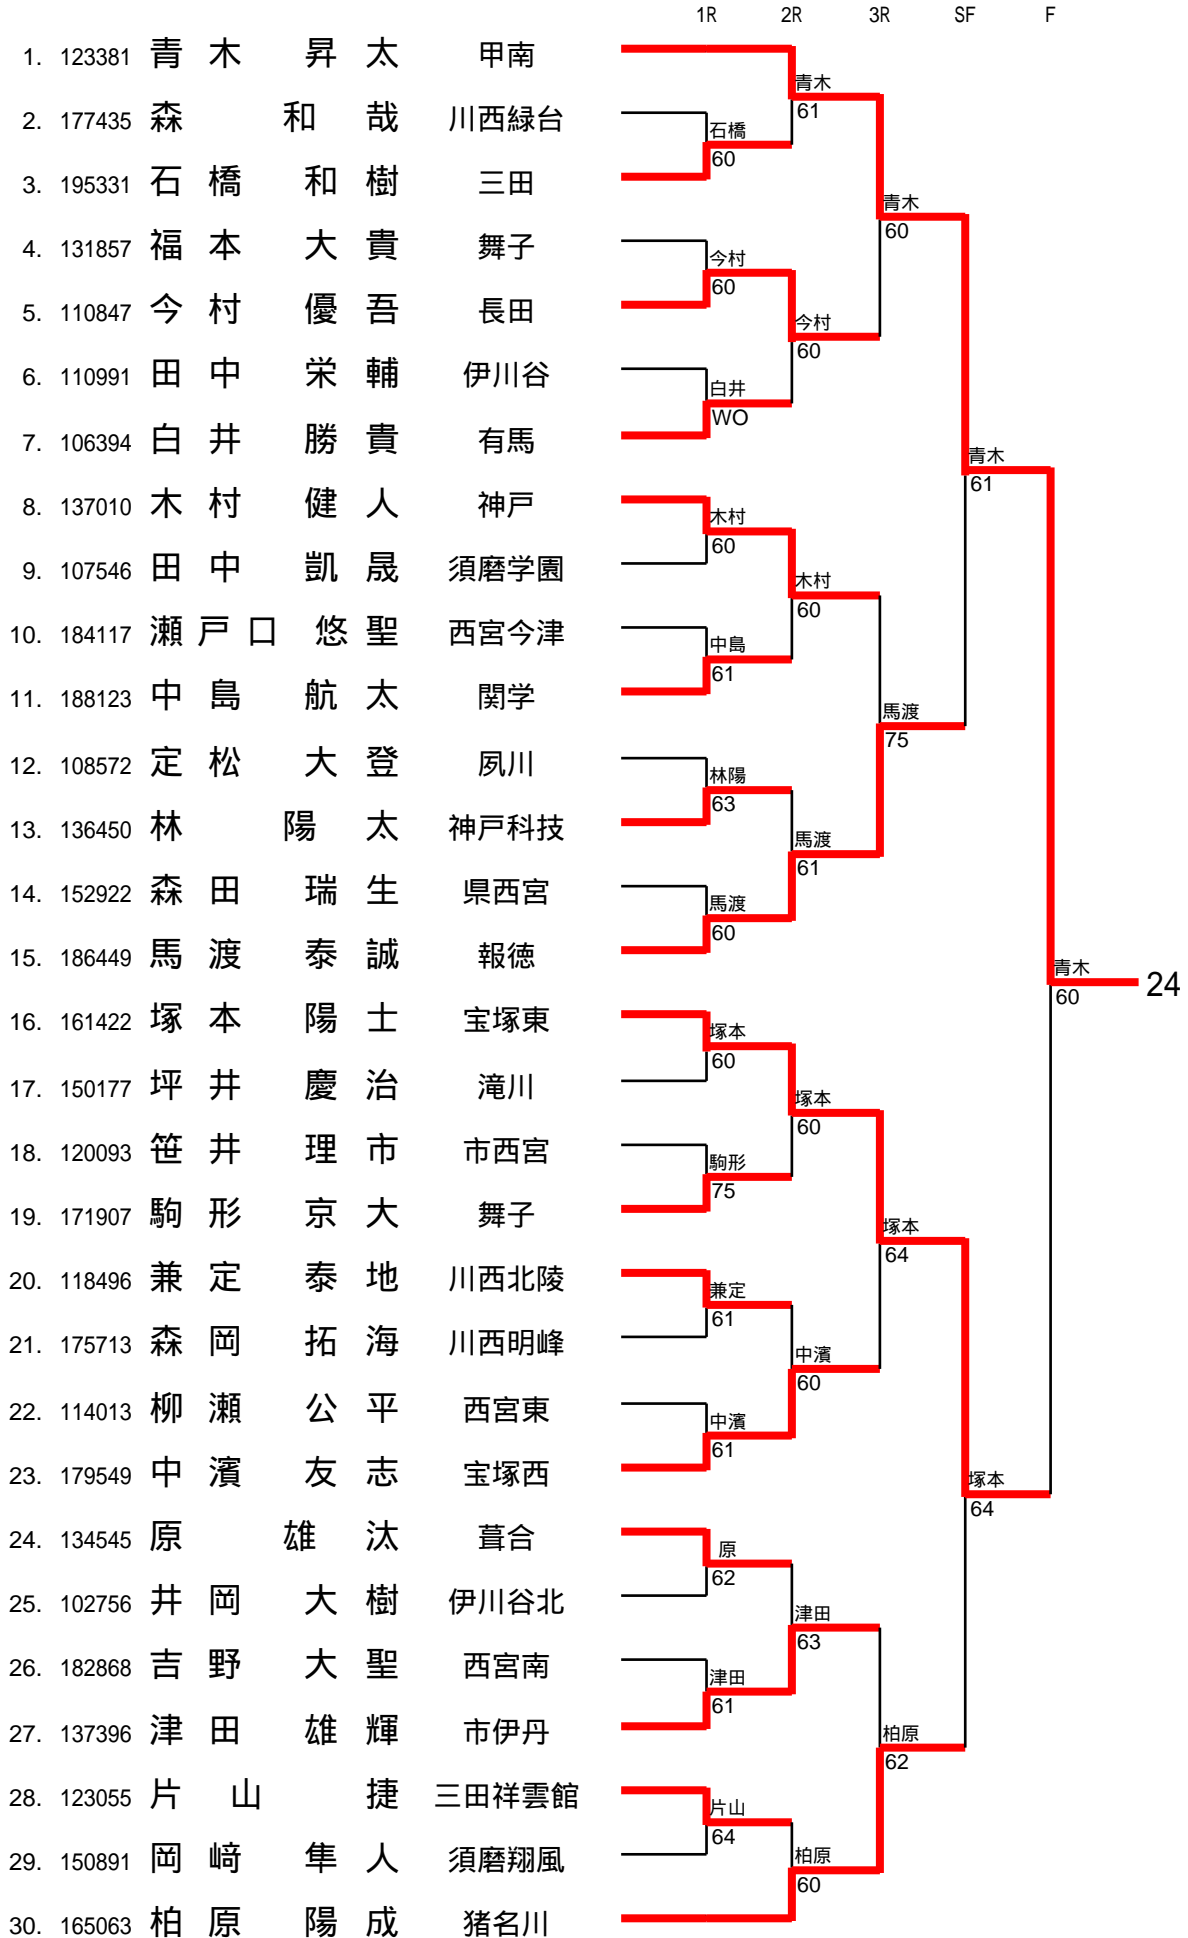 1R 2R 3R SF F
1. 123381 青木 昇太 甲南
青木
61
2. 177435 森 和哉 川西緑台
石橋
60
3. 195331 石橋 和樹 三田
青木
60
4. 131857 福本 大貴 舞子
今村
60
5. 110847 今村 優吾 長田
今村
60
6. 110991 田中 栄輔 伊川谷
白井
WO
7. 106394 白井 勝貴 有馬
青木
61
8. 137010 木村 健人 神戸
木村
60
9. 107546 田中 凱晟 須磨学園
木村
60
10. 184117 瀬戸口 悠聖 西宮今津
中島
61
11. 188123 中島 航太 関学
馬渡
75
12. 108572 定松 大登 夙川
林陽
63
13. 136450 林 陽太 神戸科技
馬渡
61
14. 152922 森田 瑞生 県西宮
馬渡
60
15. 186449 馬渡 泰誠 報徳
青木
60
24
16. 161422 塚本 陽士 宝塚東
塚本
60
17. 150177 坪井 慶治 滝川
塚本
60
18. 120093 笹井 理市 市西宮
駒形
75
19. 171907 駒形 京大 舞子
塚本
64
20. 118496 兼定 泰地 川西北陵
兼定
61
21. 175713 森岡 拓海 川西明峰
中濱
60
22. 114013 柳瀬 公平 西宮東
中濱
61
23. 179549 中濱 友志 宝塚西
塚本
64
24. 134545 原 雄汰 葺合
原
62
25. 102756 井岡 大樹 伊川谷北
津田
63
26. 182868 吉野 大聖 西宮南
津田
61
27. 137396 津田 雄輝 市伊丹
柏原
62
28. 123055 片山 捷 三田祥雲館
片山
64
29. 150891 岡﨑 隼人 須磨翔風
柏原
60
30. 165063 柏原 陽成 猪名川